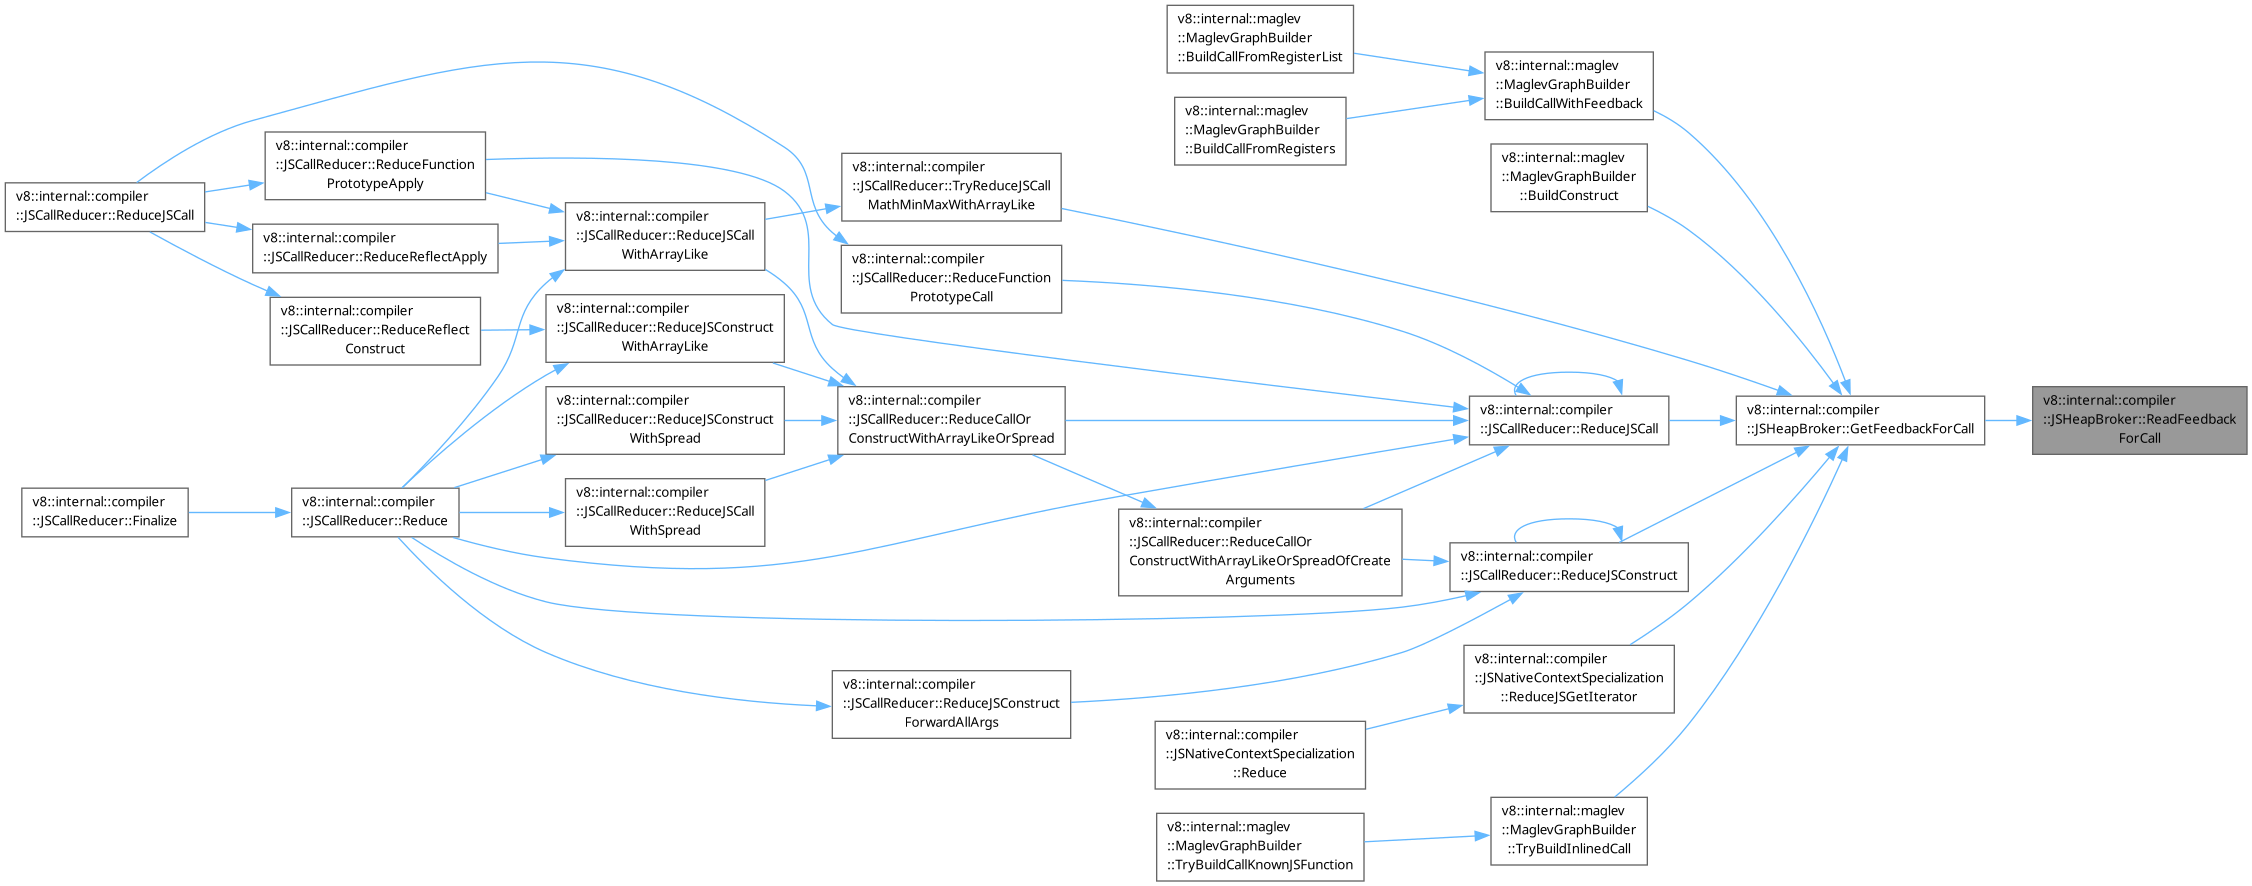 v8::internal::maglev
::MaglevGraphBuilder
::BuildCallFromRegisterList
v8::internal::maglev
::MaglevGraphBuilder
::BuildCallWithFeedback
v8::internal::maglev
::MaglevGraphBuilder
::BuildCallFromRegisters
v8::internal::compiler
::JSCallReducer::ReduceFunction
PrototypeApply
v8::internal::compiler
::JSCallReducer::TryReduceJSCall
MathMinMaxWithArrayLike
v8::internal::maglev
::MaglevGraphBuilder
::BuildConstruct
v8::internal::compiler
::JSCallReducer::ReduceJSCall
v8::internal::compiler
::JSCallReducer::ReduceJSCall
WithArrayLike
v8::internal::compiler
::JSCallReducer::ReduceReflectApply
v8::internal::compiler
::JSCallReducer::ReduceFunction
PrototypeCall
v8::internal::compiler
::JSCallReducer::ReduceReflect
Construct
v8::internal::compiler
::JSCallReducer::ReduceJSConstruct
WithArrayLike
v8::internal::compiler
::JSCallReducer::ReduceJSConstruct
WithSpread
v8::internal::compiler
::JSCallReducer::ReduceCallOr
ConstructWithArrayLikeOrSpread
v8::internal::compiler
::JSCallReducer::ReduceJSCall
v8::internal::compiler
::JSHeapBroker::GetFeedbackForCall
v8::internal::compiler
::JSHeapBroker::ReadFeedback
ForCall
v8::internal::compiler
::JSCallReducer::Finalize
v8::internal::compiler
::JSCallReducer::Reduce
v8::internal::compiler
::JSCallReducer::ReduceJSCall
WithSpread
v8::internal::compiler
::JSCallReducer::ReduceCallOr
ConstructWithArrayLikeOrSpreadOfCreate
Arguments
v8::internal::compiler
::JSCallReducer::ReduceJSConstruct
v8::internal::compiler
::JSCallReducer::ReduceJSConstruct
ForwardAllArgs
v8::internal::compiler
::JSNativeContextSpecialization
::ReduceJSGetIterator
v8::internal::compiler
::JSNativeContextSpecialization
::Reduce
v8::internal::maglev
::MaglevGraphBuilder
::TryBuildInlinedCall
v8::internal::maglev
::MaglevGraphBuilder
::TryBuildCallKnownJSFunction